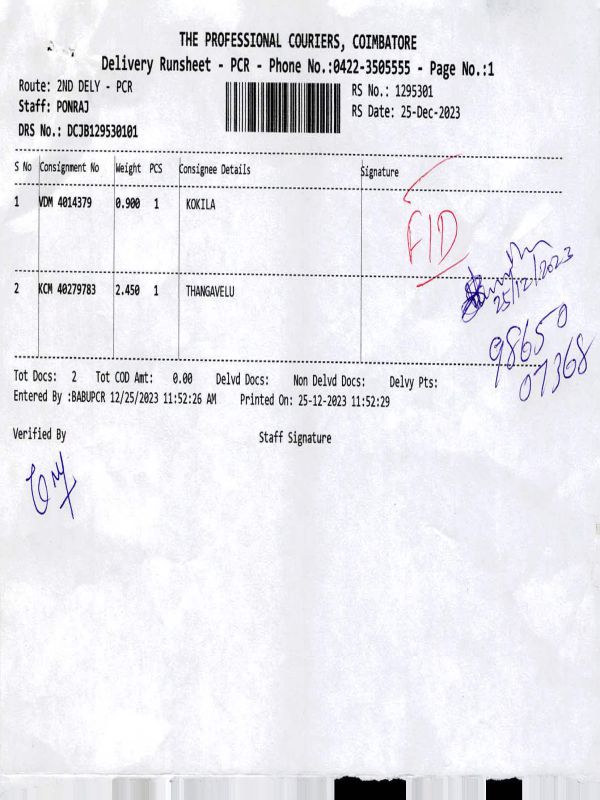 THE PROFESSIONAL COURIERS, COIMBATORE
Delivery Runsheet - PCR - Phone No.:0422-3505555 - Page No.:1
Route: 2ND DELY - PCR
RS No.: 1295301
Staff: PONRAJ
RS Date: 25-Dec-2023
DRS No.: DCJB129530101
S No Consignment No Weight PCS Consignee Details Signature
1 VDM 4014379 0.900 1 KOKILA
FID
2 KCM 40279783 2.450 1 THANGAVELU
25/12/2023
98650
07368
Tot Docs: 2 Tot COD Amt: 0.00 Delvd Docs: Non Delvd Docs: Delvy Pts:
Entered By :BABUPCR 12/25/2023 11:52:26 AM Printed On: 25-12-2023 11:52:29
Verified By Staff Signature